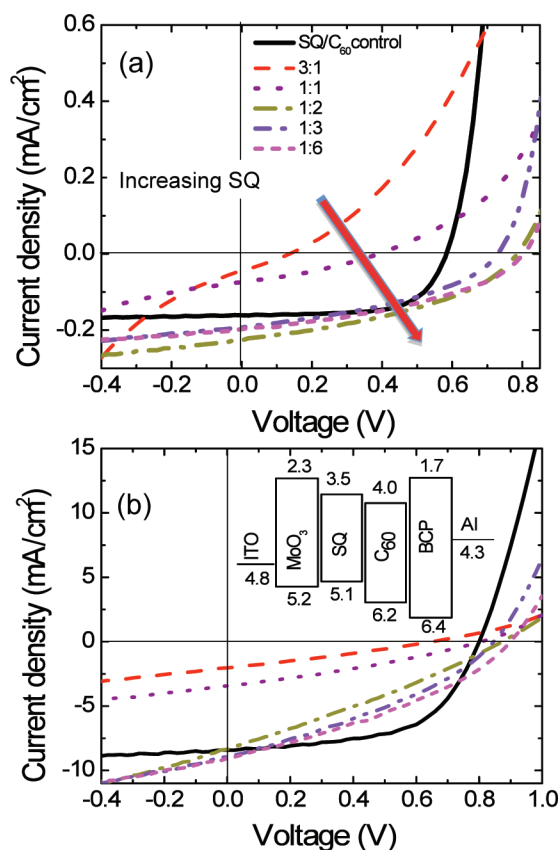 (a)
SQ/C60control
3:1
1:1
1:2
1:3
1:6
Increasing SQ
Current density (mA/cm²)
0.6
0.4
0.2
0.0
-0.2
-0.4 -0.2 0.0 0.2 0.4 0.6 0.8
Voltage (V)
(b)
Current density (mA/cm²)
15
10
5
0
-5
-10
2.3 3.5 4.0 1.7
ITO
4.8
MoO3
SQ
C60
BCP
Al
4.3
5.2 5.1 6.2 6.4
-0.4 -0.2 0.0 0.2 0.4 0.6 0.8 1.0
Voltage (V)